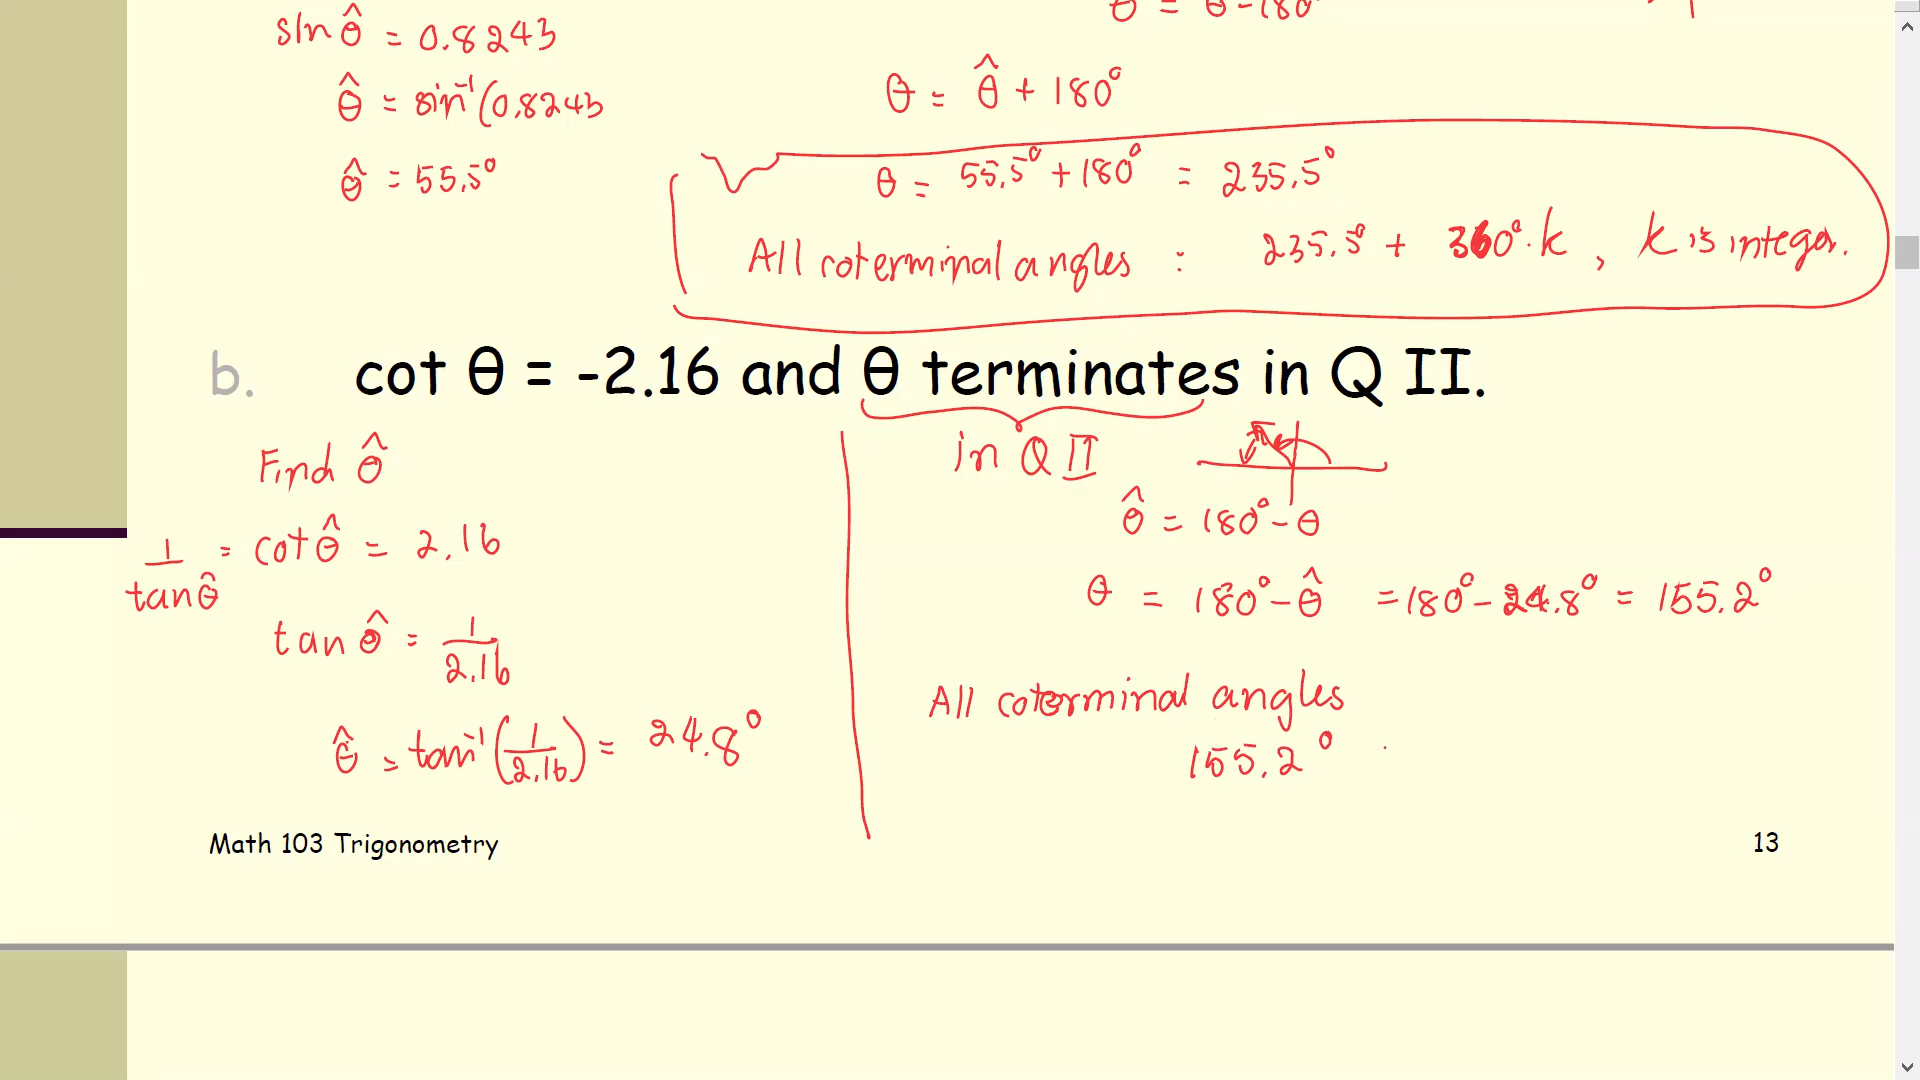 sin θ̂ = 0.8243
θ̂ = sin⁻¹(0.8243
θ̂ = 55.5°
θ = θ̂ + 180°
θ = 55.5° + 180° = 235.5°
All coterminal angles : 235.5° + 360°·k , k is integer.
b. cot θ = -2.16 and θ terminates in Q II.
Find θ̂
1/tan θ̂ = cot θ̂ = 2.16
tan θ̂ = 1/2.16
θ̂ = tan⁻¹(1/2.16) = 24.8°
in Q II
θ̂ = 180° - θ
θ = 180° - θ̂ = 180° - 24.8° = 155.2°
All coterminal angles
155.2°
Math 103 Trigonometry
13